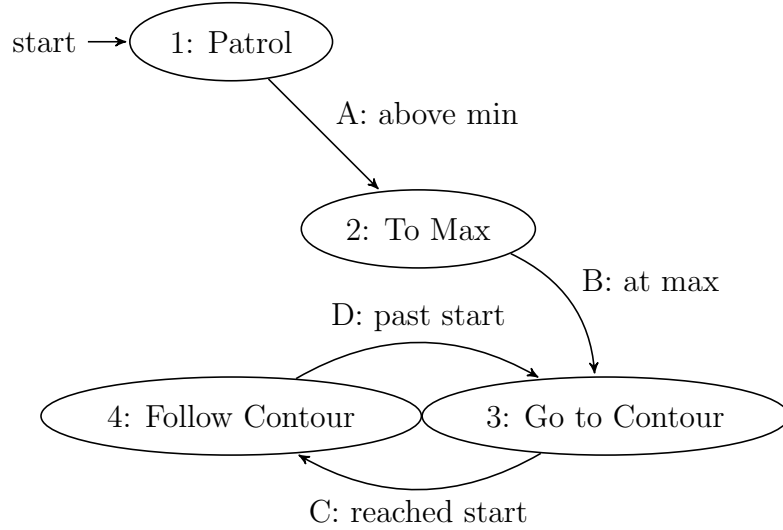 start
1: Patrol
A: above min
2: To Max
B: at max
D: past start
4: Follow Contour
3: Go to Contour
C: reached start